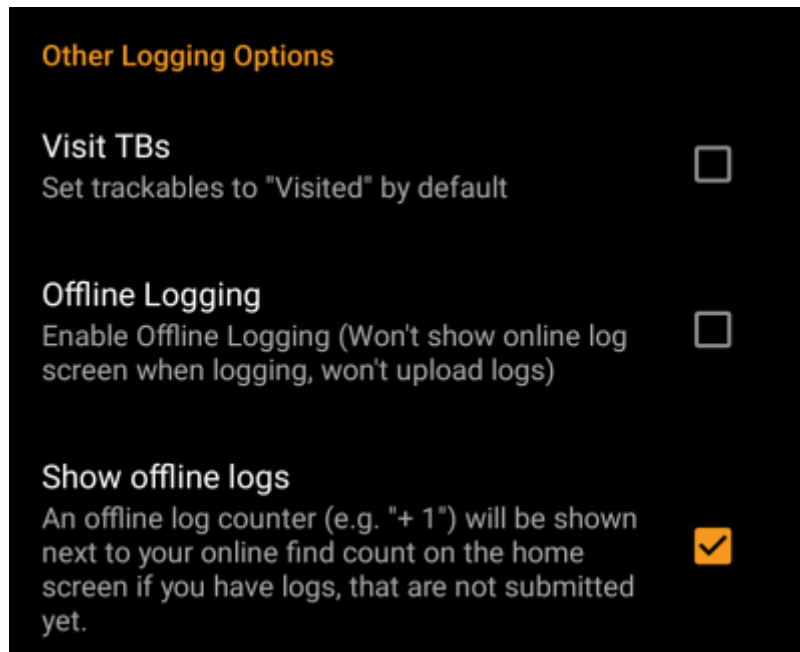 Other Logging Options
Visit TBs
Set trackables to "Visited" by default
Offline Logging
Enable Offline Logging (Won't show online log
screen when logging, won't upload logs)
Show offline logs
An offline log counter (e.g. "+ 1") will be shown
next to your online find count on the home
screen if you have logs, that are not submitted
yet.